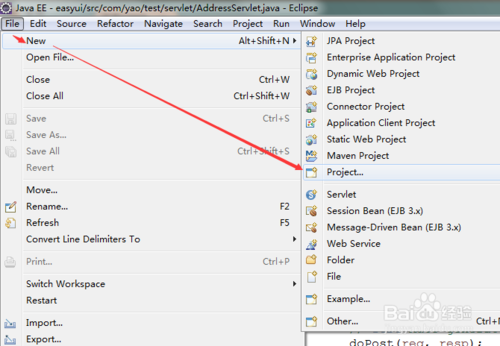 Java EE - easyui/src/com/yao/test/servlet/AddressServlet.java - Eclipse
File Edit Source Refactor Navigate Search Project Run Window Help
New Alt+Shift+N
Open File...
Close Ctrl+W
Close All Ctrl+Shift+W
Save Ctrl+S
Save As...
Save All Ctrl+Shift+S
Revert
Move...
Rename... F2
Refresh F5
Convert Line Delimiters To
Print... Ctrl+P
Switch Workspace
Restart
Import...
Export...
JPA Project
Enterprise Application Project
Dynamic Web Project
EJB Project
Connector Project
Application Client Project
Static Web Project
Maven Project
Project...
Servlet
Session Bean (EJB 3.x)
Message-Driven Bean (EJB 3.x)
Web Service
Folder
File
Example...
Other... Ctrl+N
Baidu 经验
doPost(req, resp);